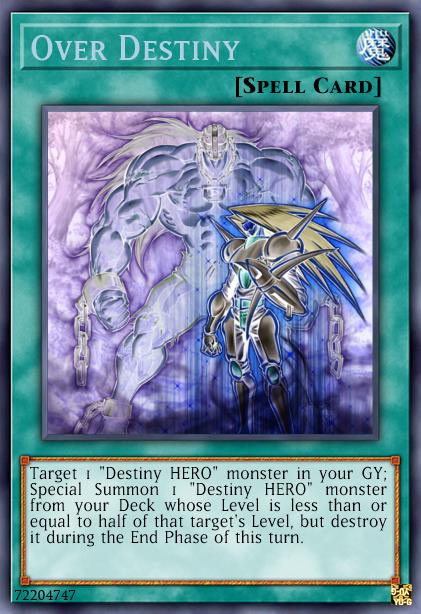 OVER DESTINY
魔
[SPELL CARD]
Target 1 "Destiny HERO" monster in your GY;
Special Summon 1 "Destiny HERO" monster
from your Deck whose Level is less than or
equal to half of that target's Level, but destroy
it during the End Phase of this turn.
72204747